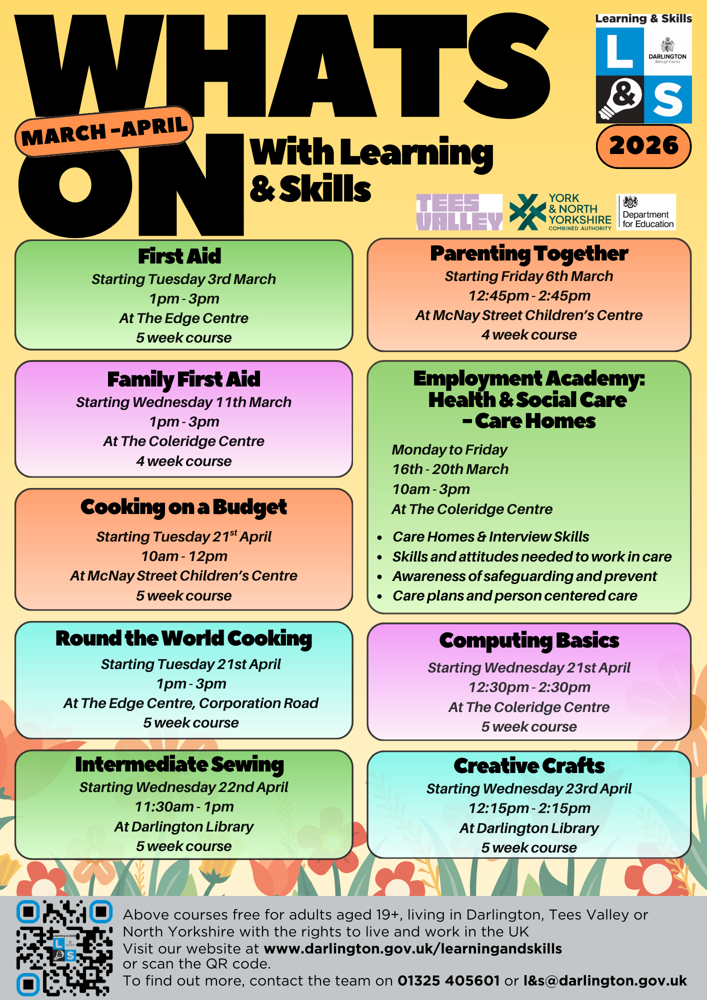 WHATS
MARCH -APRIL
ON
With Learning
& Skills
Learning & Skills
L
DARLINGTON
Borough Council
&
S
2026
TEES
VALLEY
YORK
& NORTH
YORKSHIRE
COMBINED AUTHORITY
Department
for Education
First Aid
Starting Tuesday 3rd March
1pm - 3pm
At The Edge Centre
5 week course
Parenting Together
Starting Friday 6th March
12:45pm - 2:45pm
At McNay Street Children's Centre
4 week course
Family First Aid
Starting Wednesday 11th March
1pm - 3pm
At The Coleridge Centre
4 week course
Employment Academy:
Health & Social Care
– Care Homes
Monday to Friday
16th - 20th March
10am - 3pm
At The Coleridge Centre
• Care Homes & Interview Skills
• Skills and attitudes needed to work in care
• Awareness of safeguarding and prevent
• Care plans and person centered care
Cooking on a Budget
Starting Tuesday 21st April
10am - 12pm
At McNay Street Children's Centre
5 week course
Round the World Cooking
Starting Tuesday 21st April
1pm - 3pm
At The Edge Centre, Corporation Road
5 week course
Computing Basics
Starting Wednesday 21st April
12:30pm - 2:30pm
At The Coleridge Centre
5 week course
Intermediate Sewing
Starting Wednesday 22nd April
11:30am - 1pm
At Darlington Library
5 week course
Creative Crafts
Starting Wednesday 23rd April
12:15pm - 2:15pm
At Darlington Library
5 week course
Learning & Skills
L
&
S
Above courses free for adults aged 19+, living in Darlington, Tees Valley or
North Yorkshire with the rights to live and work in the UK
Visit our website at www.darlington.gov.uk/learningandskills
or scan the QR code.
To find out more, contact the team on 01325 405601 or l&s@darlington.gov.uk